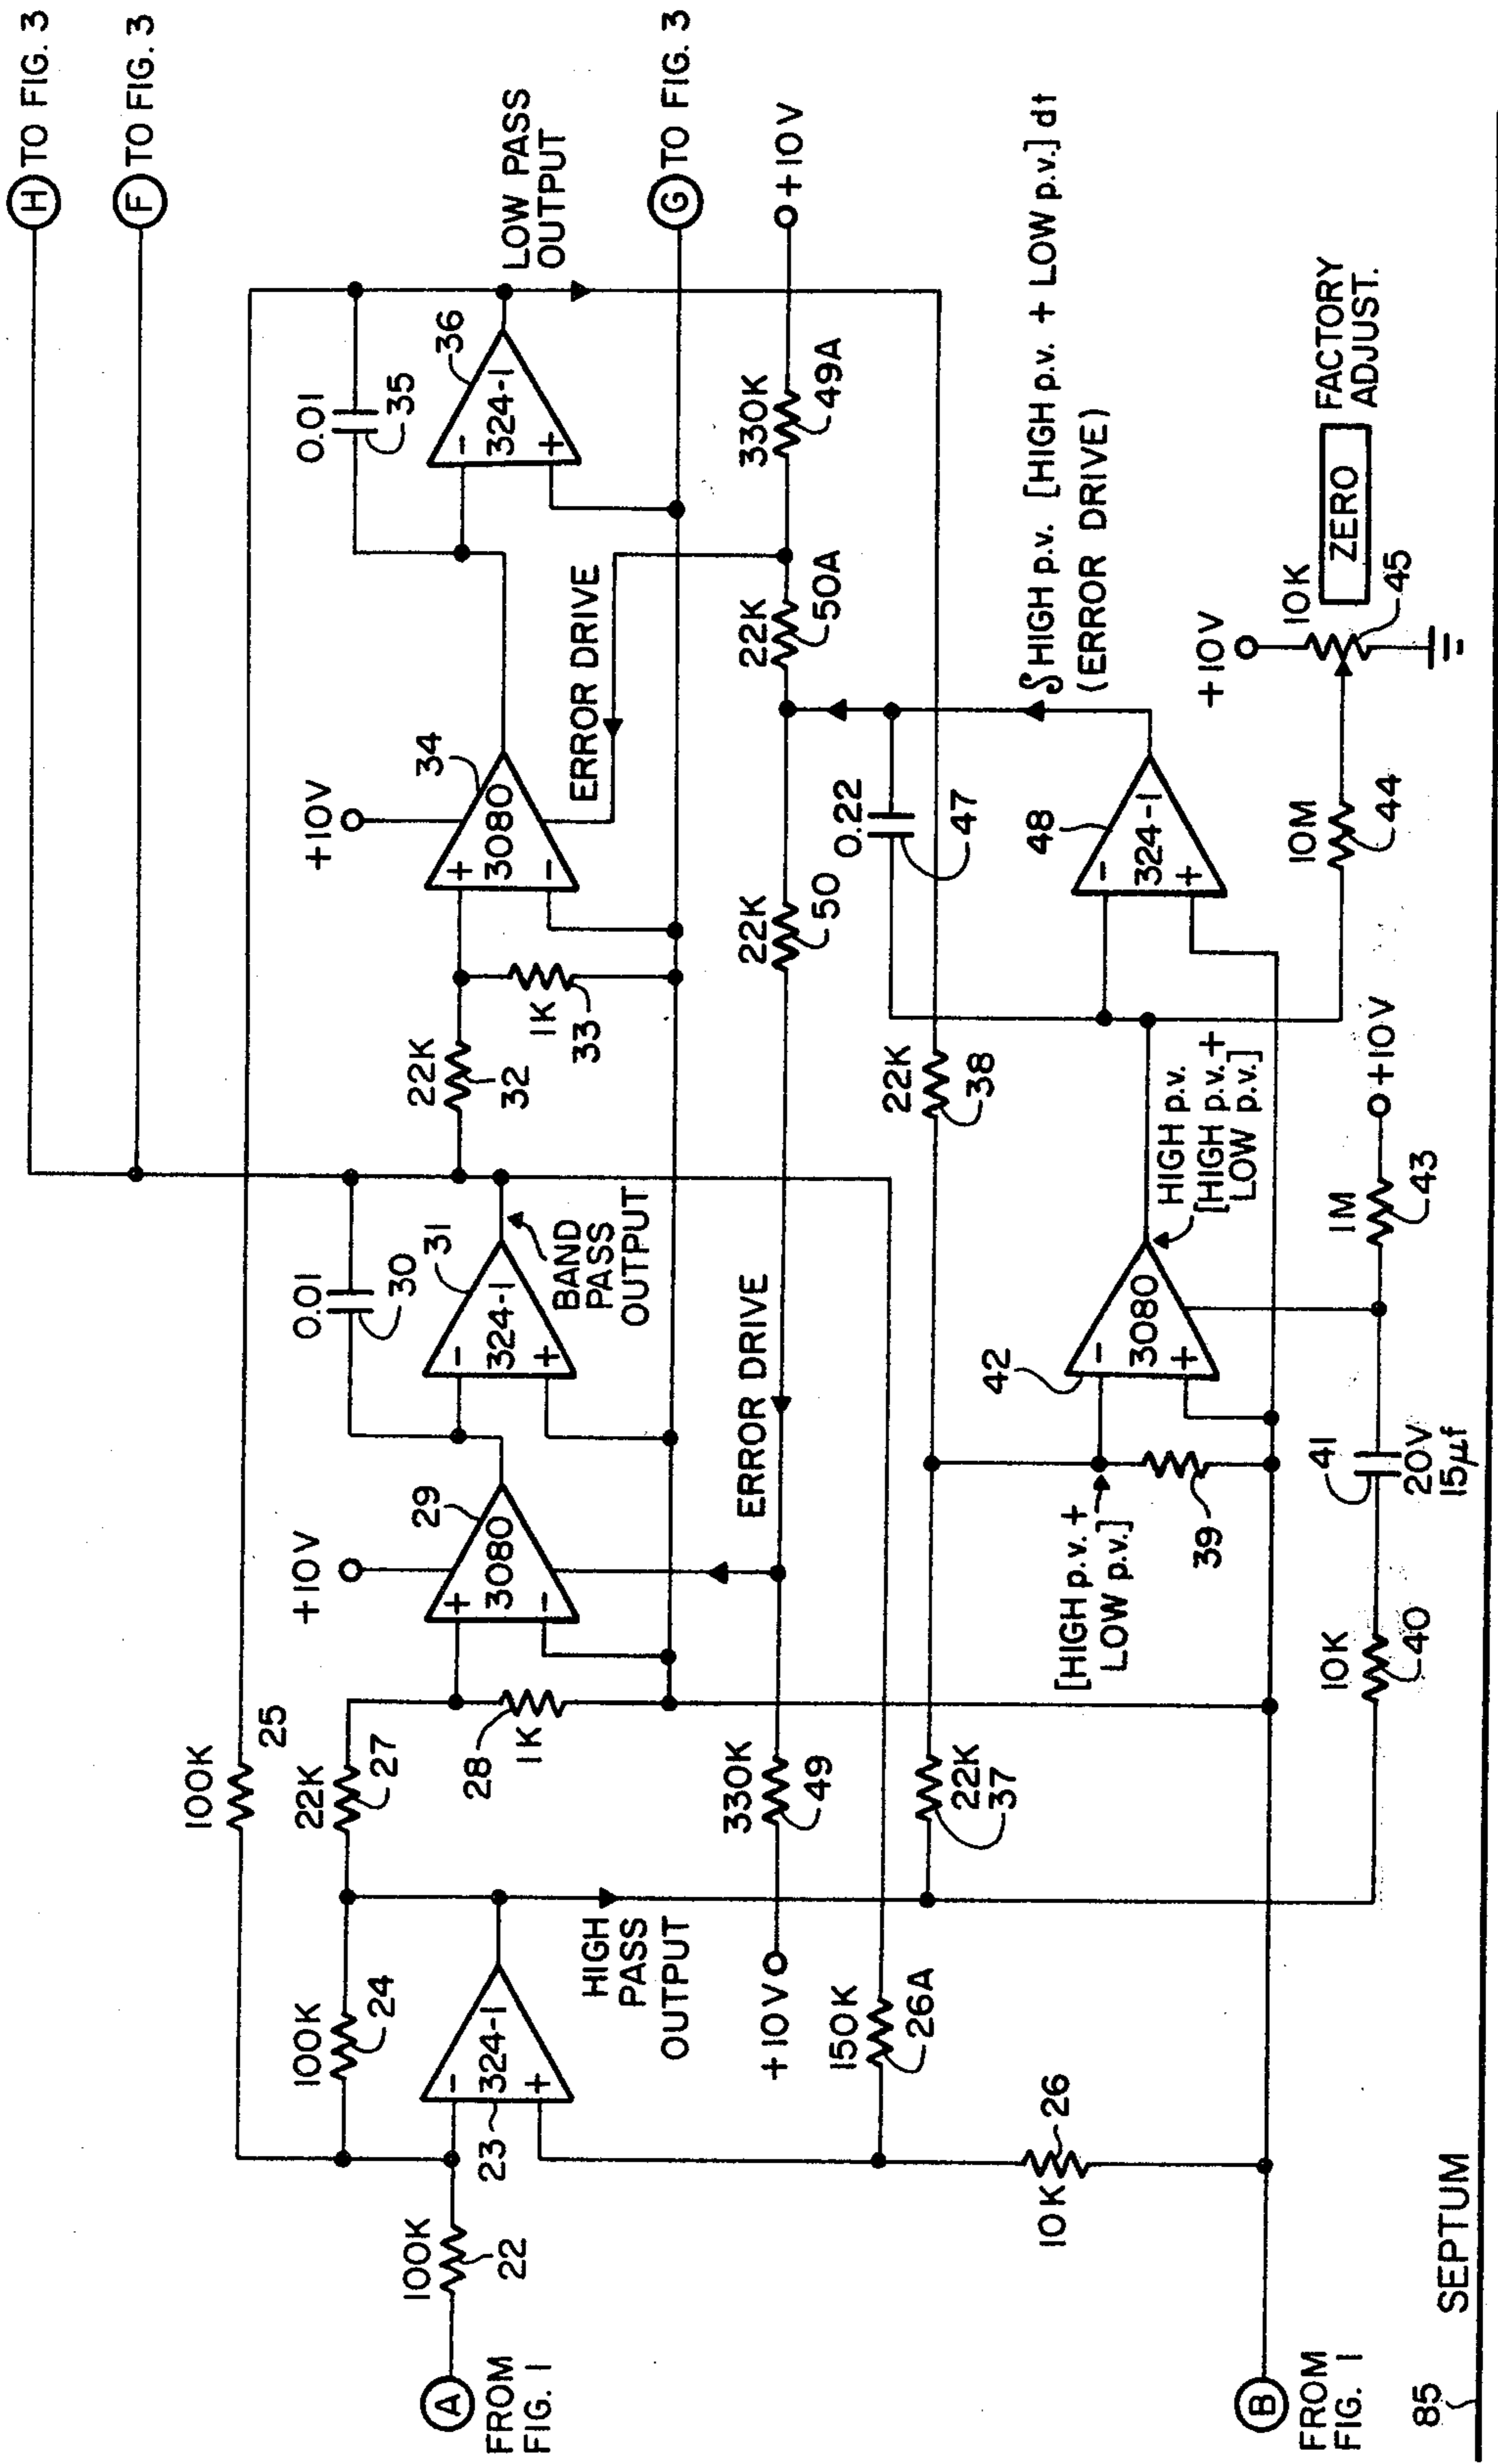 H TO FIG. 3
F TO FIG. 3
LOW PASS
OUTPUT
G TO FIG. 3
+10V
0.01
35
36
324-1
-
+
330K
49A
+10V
34
3080
+
-
ERROR DRIVE
22K
50A
22K
32
1K
33
22K
50
0.01
30
31
324-1
-
+
BAND
PASS
OUTPUT
+10V
29
3080
+
-
ERROR DRIVE
100K
25
22K
27
28
1K
330K
49
+10V
100K
24
324-1
-
+
23
HIGH
PASS
OUTPUT
150K
26A
100K
22
A
FROM
FIG. 1
10K
26
B
FROM
FIG. 1
22K
37
22K
38
[HIGH p.v. +
LOW p.v.]
39
42
3080
-
+
HIGH p.v.
[HIGH p.v. +
LOW p.v.]
0.22
47
48
324-1
-
+
∫HIGH p.v. [HIGH p.v. + LOW p.v.] dt
(ERROR DRIVE)
+10V
10K
45
ZERO
FACTORY
ADJUST.
10M
44
10K
40
41
20V
15µf
1M
43
+10V
85
SEPTUM